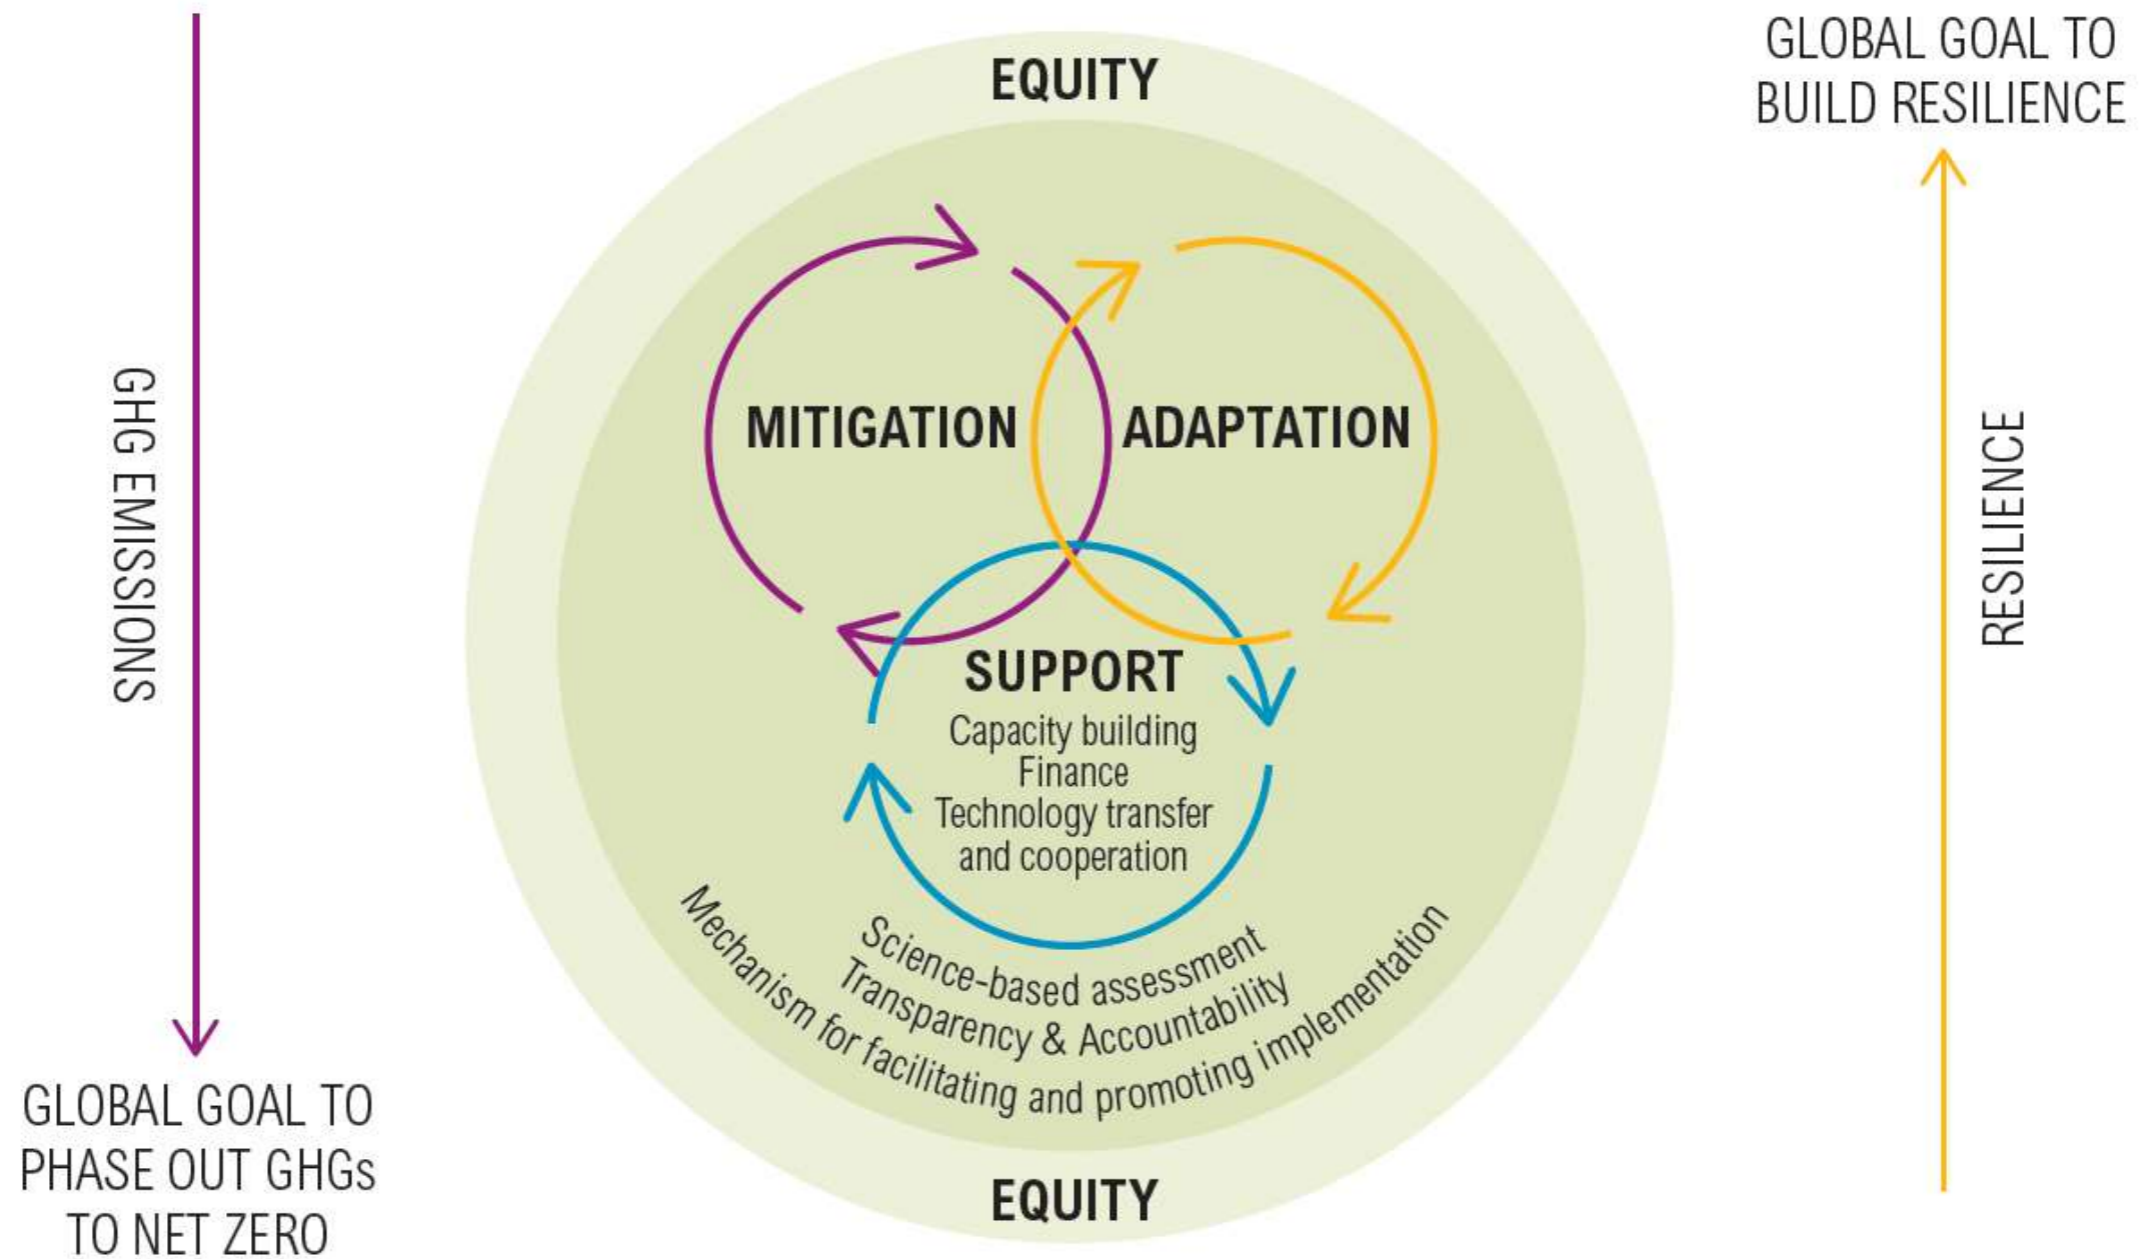 GLOBAL GOAL TO
BUILD RESILIENCE
EQUITY
GHG EMISSIONS
MITIGATION
ADAPTATION
RESILIENCE
SUPPORT
Capacity building
Finance
Technology transfer
and cooperation
Science-based assessment
Transparency & Accountability
Mechanism for facilitating and promoting implementation
GLOBAL GOAL TO
PHASE OUT GHGs
TO NET ZERO
EQUITY